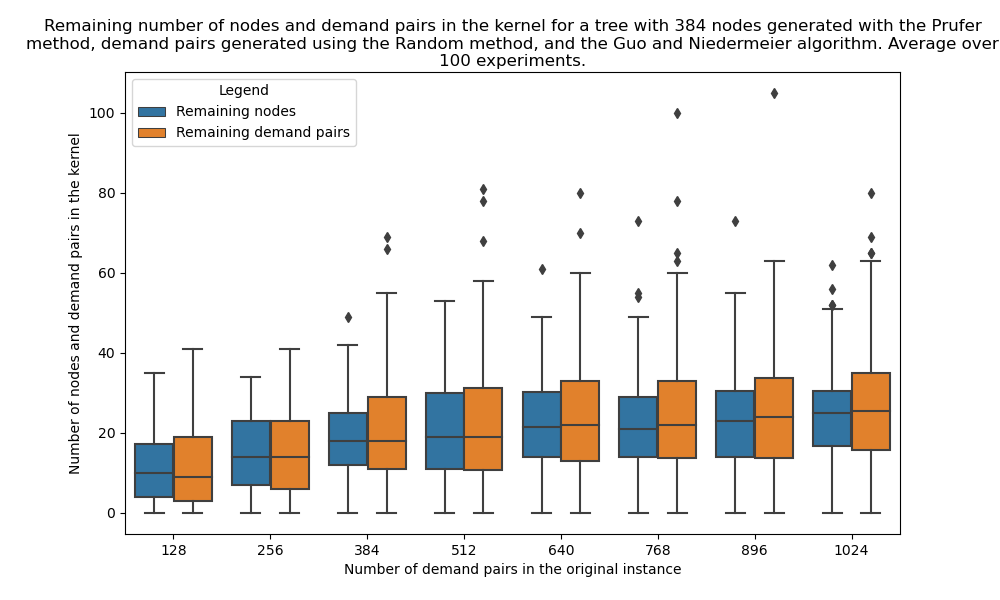 Remaining number of nodes and demand pairs in the kernel for a tree with 384 nodes generated with the Prufer
method, demand pairs generated using the Random method, and the Guo and Niedermeier algorithm. Average over
100 experiments.
Legend
Remaining nodes
Remaining demand pairs
Number of nodes and demand pairs in the kernel
100
80
60
40
20
0
128 256 384 512 640 768 896 1024
Number of demand pairs in the original instance